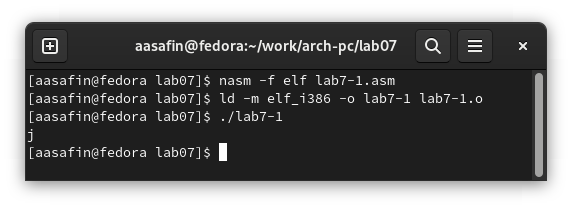 aasafin@fedora:~/work/arch-pc/lab07
[aasafin@fedora lab07]$ nasm -f elf lab7-1.asm
[aasafin@fedora lab07]$ ld -m elf_i386 -o lab7-1 lab7-1.o
[aasafin@fedora lab07]$ ./lab7-1
j
[aasafin@fedora lab07]$